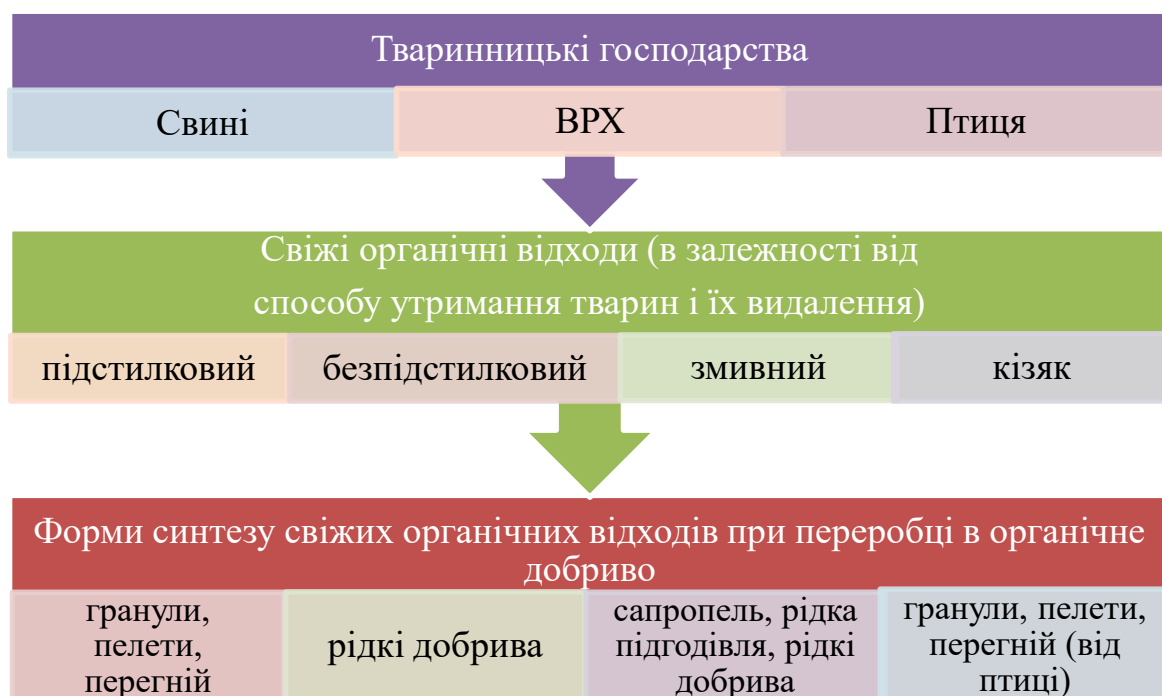 Тваринницькі господарства
Свині
ВРХ
Птиця
Свіжі органічні відходи (в залежності від
способу утримання тварин і їх видалення)
підстилковий
безпідстилковий
змивний
кізяк
Форми синтезу свіжих органічних відходів при переробці в органічне
добриво
гранули,
пелети,
перегній
рідкі добрива
сапропель, рідка
підгодівля, рідкі
добрива
гранули, пелети,
перегній (від
птиці)